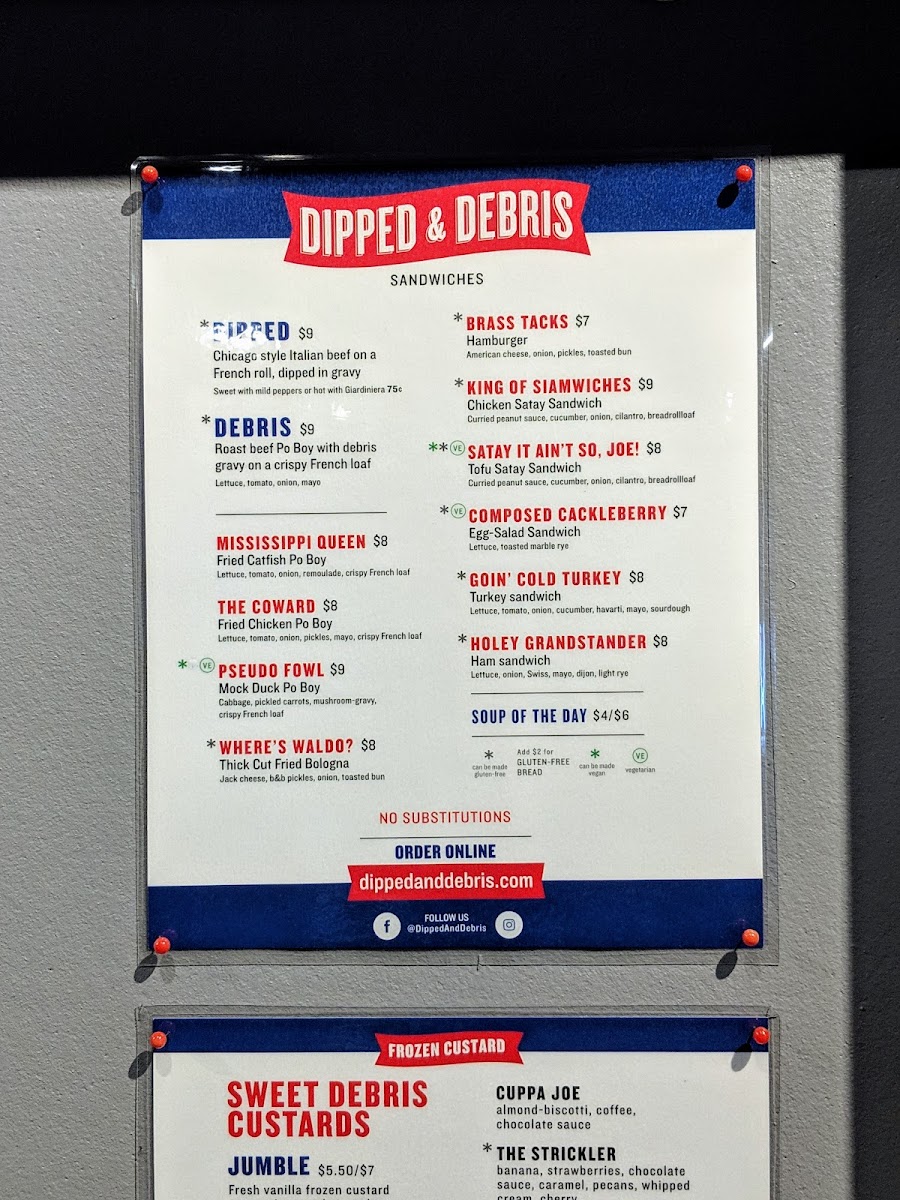 DIPPED & DEBRIS
SANDWICHES
*DIPPED $9
Chicago style Italian beef on a
French roll, dipped in gravy
Sweet with mild peppers or hot with Giardiniera 75¢
*DEBRIS $9
Roast beef Po Boy with debris
gravy on a crispy French loaf
Lettuce, tomato, onion, mayo
MISSISSIPPI QUEEN $8
Fried Catfish Po Boy
Lettuce, tomato, onion, remoulade, crispy French loaf
THE COWARD $8
Fried Chicken Po Boy
Lettuce, tomato, onion, pickles, mayo, crispy French loaf
* VE PSEUDO FOWL $9
Mock Duck Po Boy
Cabbage, pickled carrots, mushroom-gravy,
crispy French loaf
*WHERE'S WALDO? $8
Thick Cut Fried Bologna
Jack cheese, b&b pickles, onion, toasted bun
*BRASS TACKS $7
Hamburger
American cheese, onion, pickles, toasted bun
*KING OF SIAMWICHES $9
Chicken Satay Sandwich
Curried peanut sauce, cucumber, onion, cilantro, breadrollloaf
** VE SATAY IT AIN'T SO, JOE! $8
Tofu Satay Sandwich
Curried peanut sauce, cucumber, onion, cilantro, breadrollloaf
* VE COMPOSED CACKLEBERRY $7
Egg-Salad Sandwich
Lettuce, toasted marble rye
*GOIN' COLD TURKEY $8
Turkey sandwich
Lettuce, tomato, onion, cucumber, havarti, mayo, sourdough
*HOLEY GRANDSTANDER $8
Ham sandwich
Lettuce, onion, Swiss, mayo, dijon, light rye
SOUP OF THE DAY $4/$6
*
can be made
gluten-free
Add $2 for
GLUTEN-FREE
BREAD
*
can be made
vegan
VE
vegetarian
NO SUBSTITUTIONS
ORDER ONLINE
dippedanddebris.com
f
FOLLOW US
@DippedAndDebris
FROZEN CUSTARD
SWEET DEBRIS
CUSTARDS
JUMBLE $5.50/$7
Fresh vanilla frozen custard
CUPPA JOE
almond-biscotti, coffee,
chocolate sauce
*THE STRICKLER
banana, strawberries, chocolate
sauce, caramel, pecans, whipped
cream, cherry